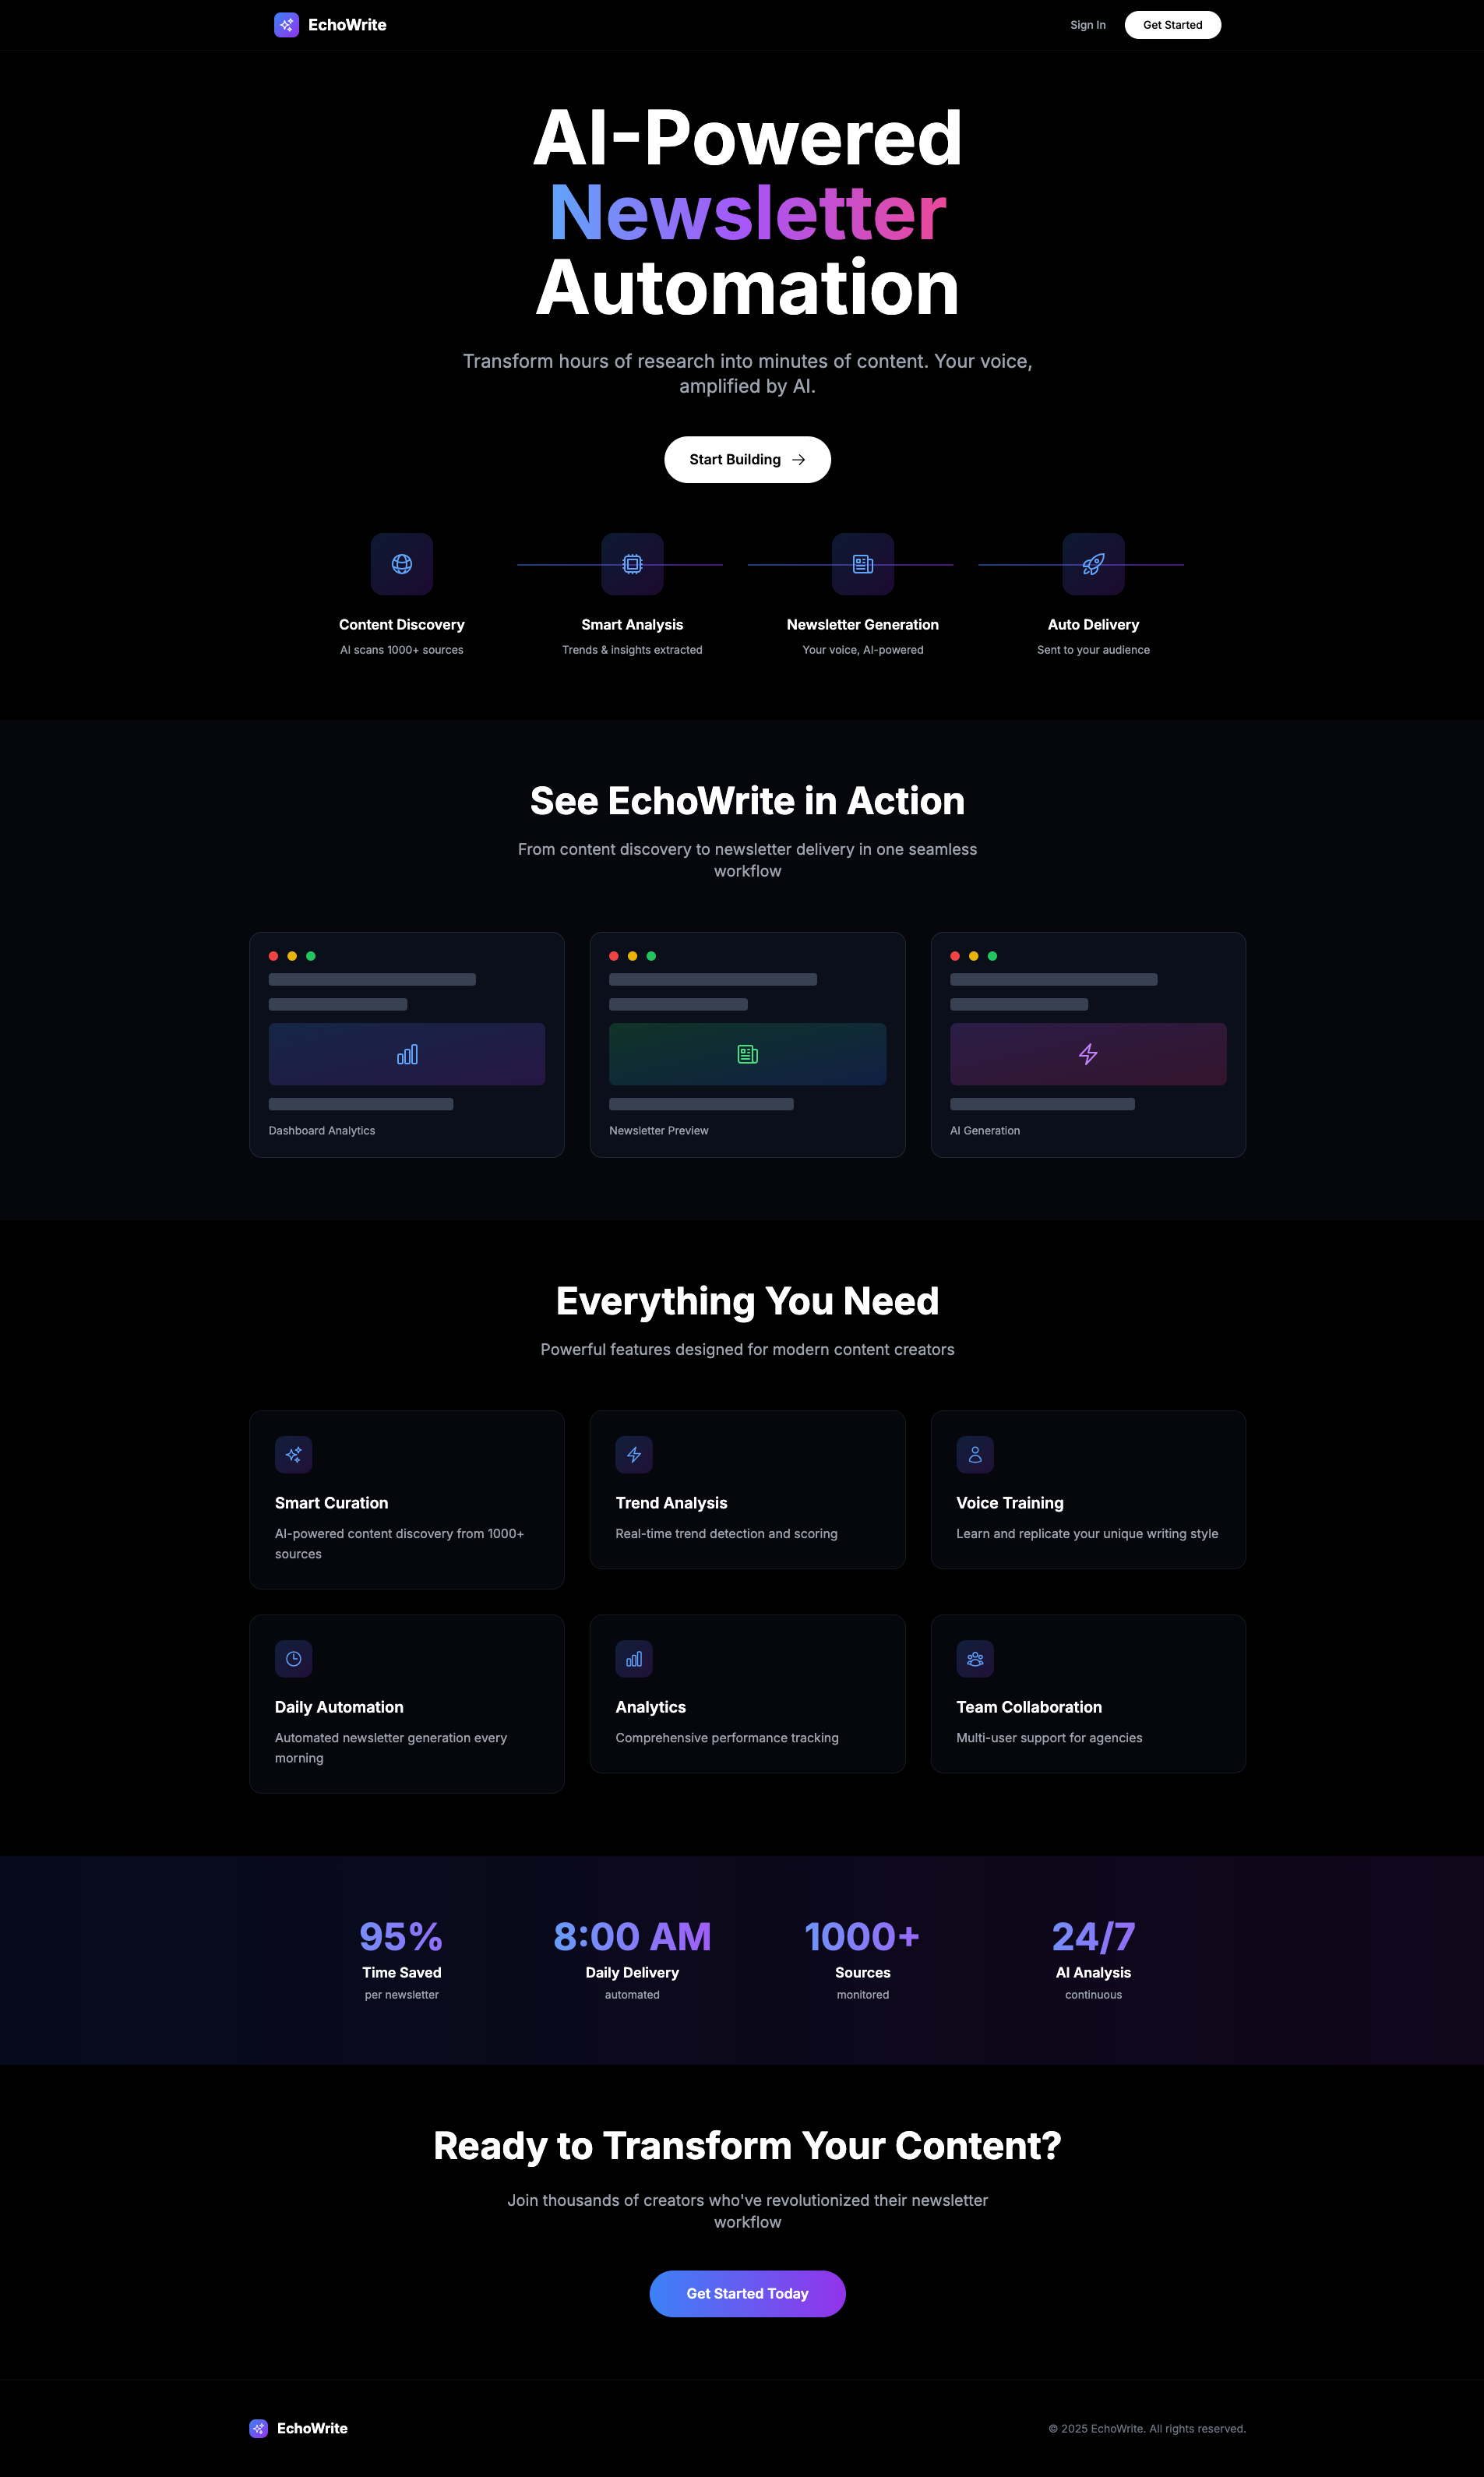 EchoWrite
Sign In
Get Started
AI-Powered
Newsletter
Automation
Transform hours of research into minutes of content. Your voice,
amplified by AI.
Start Building
Content Discovery
AI scans 1000+ sources
Smart Analysis
Trends & insights extracted
Newsletter Generation
Your voice, AI-powered
Auto Delivery
Sent to your audience
See EchoWrite in Action
From content discovery to newsletter delivery in one seamless
workflow
Dashboard Analytics
Newsletter Preview
AI Generation
Everything You Need
Powerful features designed for modern content creators
Smart Curation
AI-powered content discovery from 1000+
sources
Trend Analysis
Real-time trend detection and scoring
Voice Training
Learn and replicate your unique writing style
Daily Automation
Automated newsletter generation every
morning
Analytics
Comprehensive performance tracking
Team Collaboration
Multi-user support for agencies
95%
Time Saved
per newsletter
8:00 AM
Daily Delivery
automated
1000+
Sources
monitored
24/7
AI Analysis
continuous
Ready to Transform Your Content?
Join thousands of creators who've revolutionized their newsletter
workflow
Get Started Today
EchoWrite
© 2025 EchoWrite. All rights reserved.